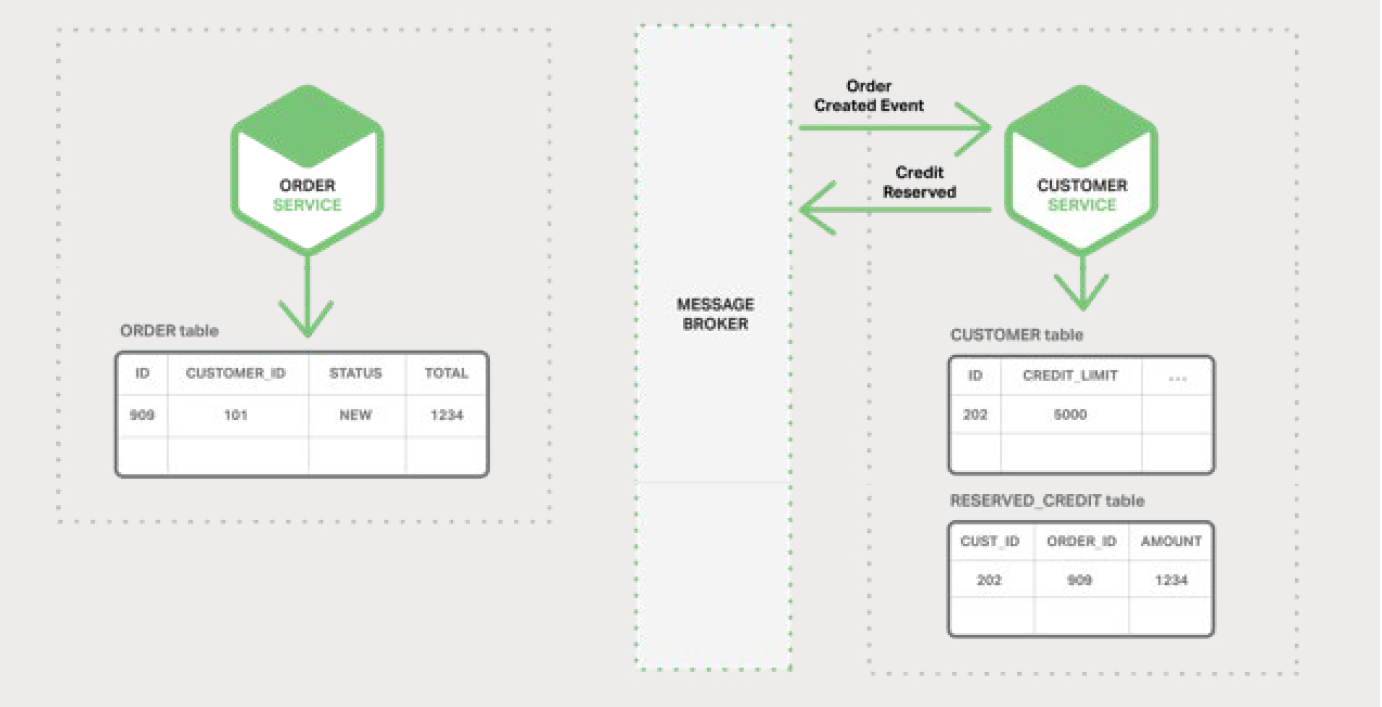 ORDER
SERVICE
ORDER table
ID CUSTOMER_ID STATUS TOTAL
909 101 NEW 1234
MESSAGE
BROKER
Order
Created Event
Credit
Reserved
CUSTOMER
SERVICE
CUSTOMER table
ID CREDIT_LIMIT ...
202 5000
RESERVED_CREDIT table
CUST_ID ORDER_ID AMOUNT
202 909 1234